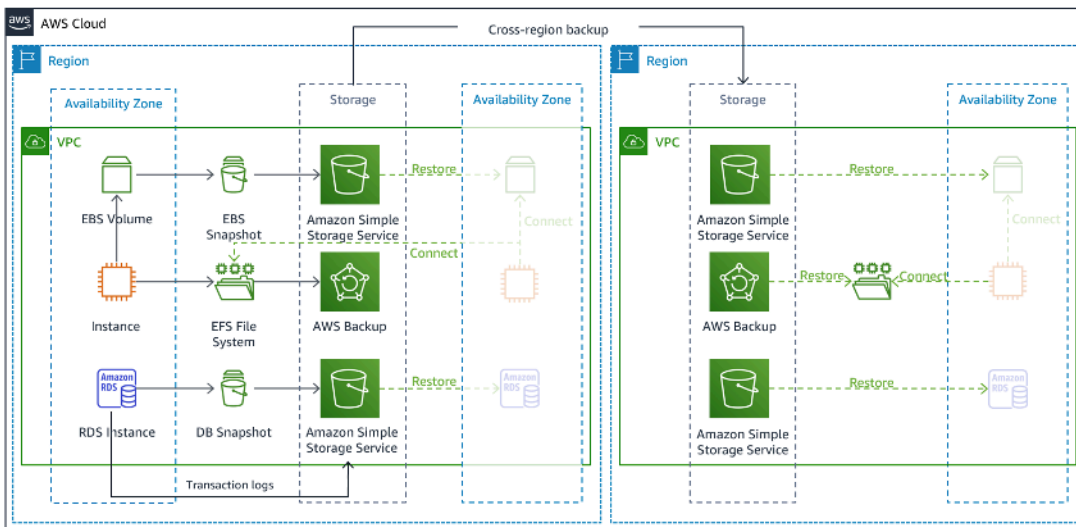 aws
AWS Cloud
Cross-region backup
Region
Availability Zone
Storage
Availability Zone
VPC
EBS Volume
EBS
Snapshot
Amazon Simple
Storage Service
Restore
Connect
Connect
Instance
EFS File
System
AWS Backup
Amazon
RDS
RDS Instance
DB Snapshot
Amazon Simple
Storage Service
Restore
Amazon
RDS
Transaction logs
Region
Storage
Availability Zone
VPC
Amazon Simple
Storage Service
Restore
Connect
AWS Backup
Restore
Connect
Amazon Simple
Storage Service
Restore
Amazon
RDS